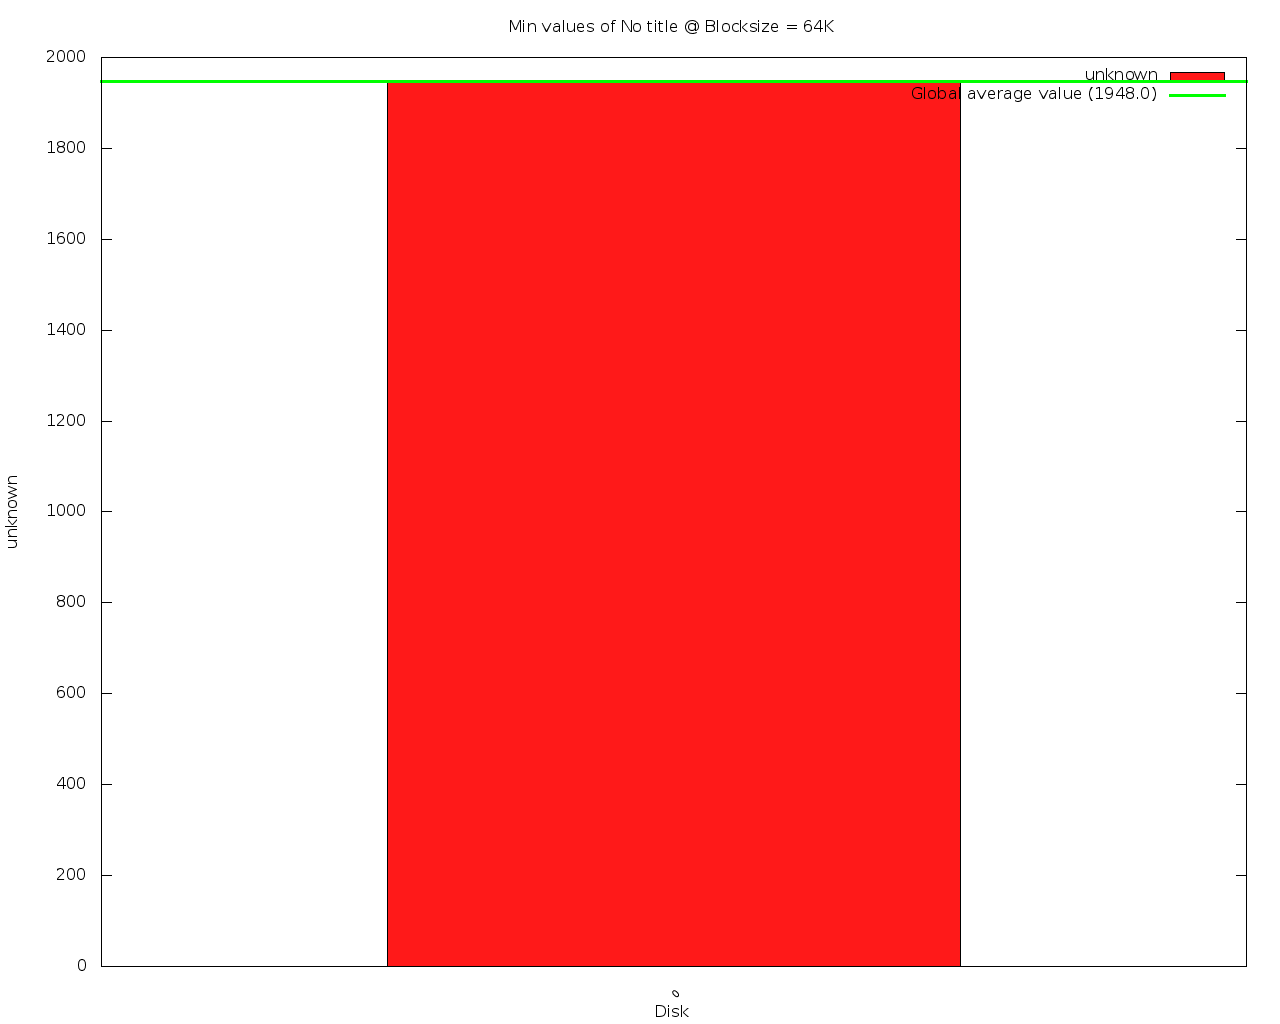 Min values of No title @ Blocksize = 64K
2000
1800
1600
1400
1200
1000
800
600
400
200
0
unknown
unknown
Global average value (1948.0)
0
Disk